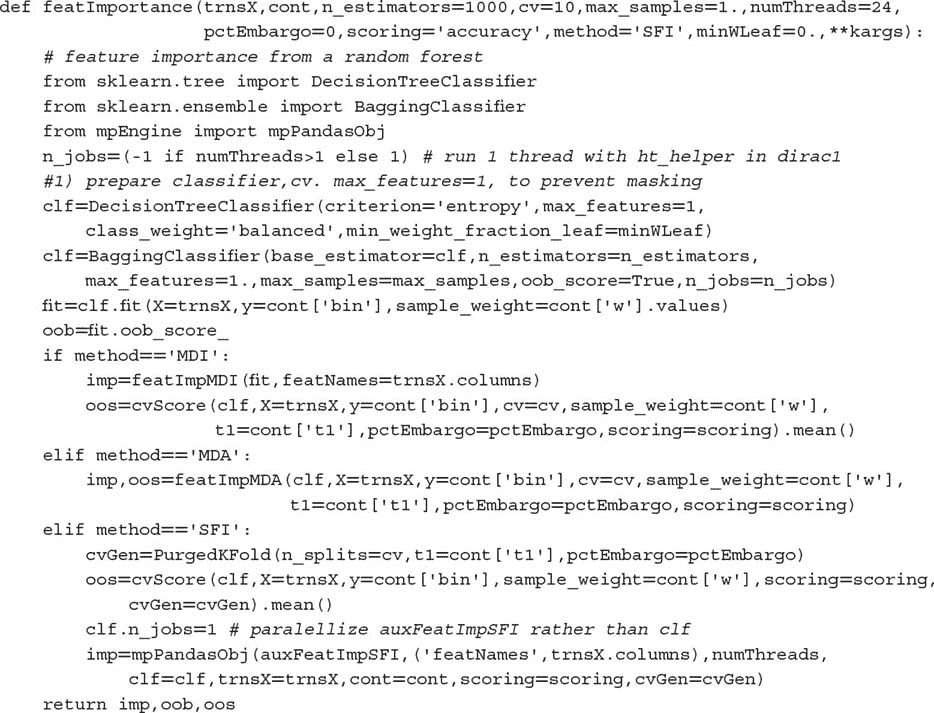 def featImportance(trnsX,cont,n_estimators=1000,cv=10,max_samples=1.,numThreads=24,
pctEmbargo=0,scoring='accuracy',method='SFI',minWLeaf=0.,**kargs):
# feature importance from a random forest
from sklearn.tree import DecisionTreeClassifier
from sklearn.ensemble import BaggingClassifier
from mpEngine import mpPandasObj
n_jobs=(-1 if numThreads>1 else 1) # run 1 thread with ht_helper in dirac1
#1) prepare classifier,cv. max_features=1, to prevent masking
clf=DecisionTreeClassifier(criterion='entropy',max_features=1,
class_weight='balanced',min_weight_fraction_leaf=minWLeaf)
clf=BaggingClassifier(base_estimator=clf,n_estimators=n_estimators,
max_features=1.,max_samples=max_samples,oob_score=True,n_jobs=n_jobs)
fit=clf.fit(X=trnsX,y=cont['bin'],sample_weight=cont['w'].values)
oob=fit.oob_score_
if method=='MDI':
imp=featImpMDI(fit,featNames=trnsX.columns)
oos=cvScore(clf,X=trnsX,y=cont['bin'],cv=cv,sample_weight=cont['w'],
t1=cont['t1'],pctEmbargo=pctEmbargo,scoring=scoring).mean()
elif method=='MDA':
imp,oos=featImpMDA(clf,X=trnsX,y=cont['bin'],cv=cv,sample_weight=cont['w'],
t1=cont['t1'],pctEmbargo=pctEmbargo,scoring=scoring)
elif method=='SFI':
cvGen=PurgedKFold(n_splits=cv,t1=cont['t1'],pctEmbargo=pctEmbargo)
oos=cvScore(clf,X=trnsX,y=cont['bin'],sample_weight=cont['w'],scoring=scoring,
cvGen=cvGen).mean()
clf.n_jobs=1 # paralellize auxFeatImpSFI rather than clf
imp=mpPandasObj(auxFeatImpSFI,('featNames',trnsX.columns),numThreads,
clf=clf,trnsX=trnsX,cont=cont,scoring=scoring,cvGen=cvGen)
return imp,oob,oos